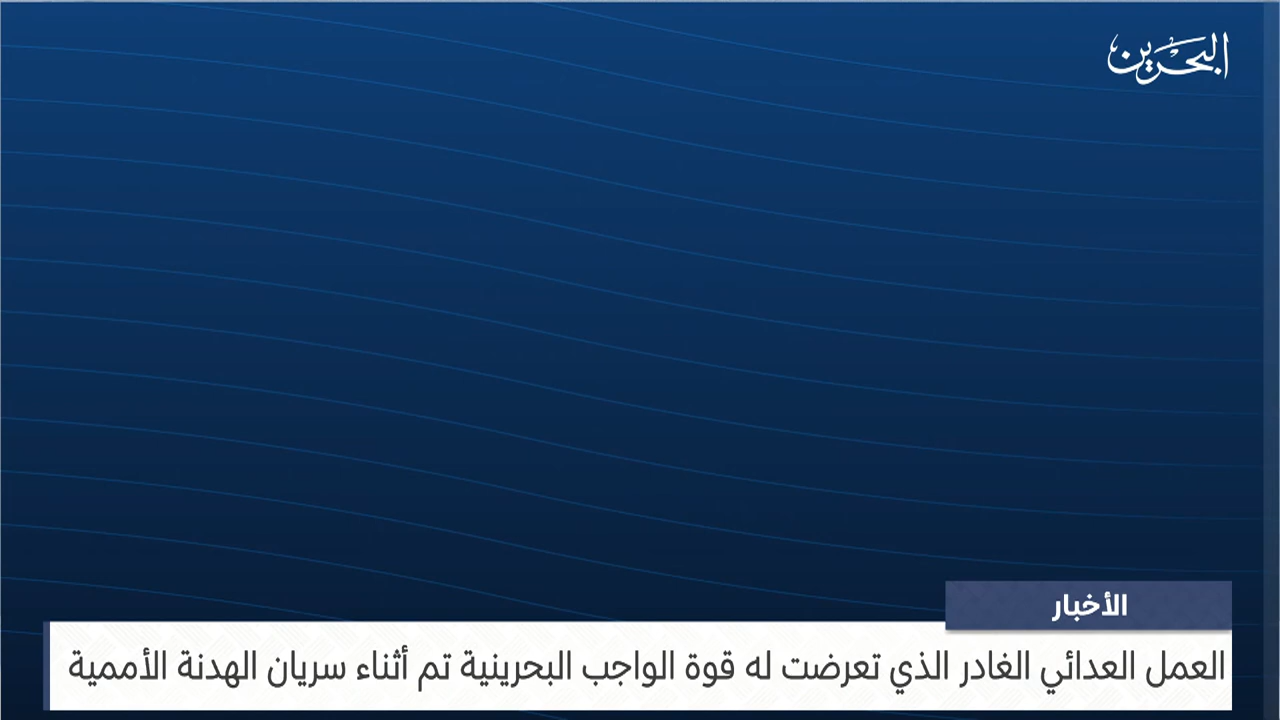 البحرين
الأخبار
العمل العدائي الغادر الذي تعرضت له قوة الواجب البحرينية تم أثناء سريان الهدنة الأممية